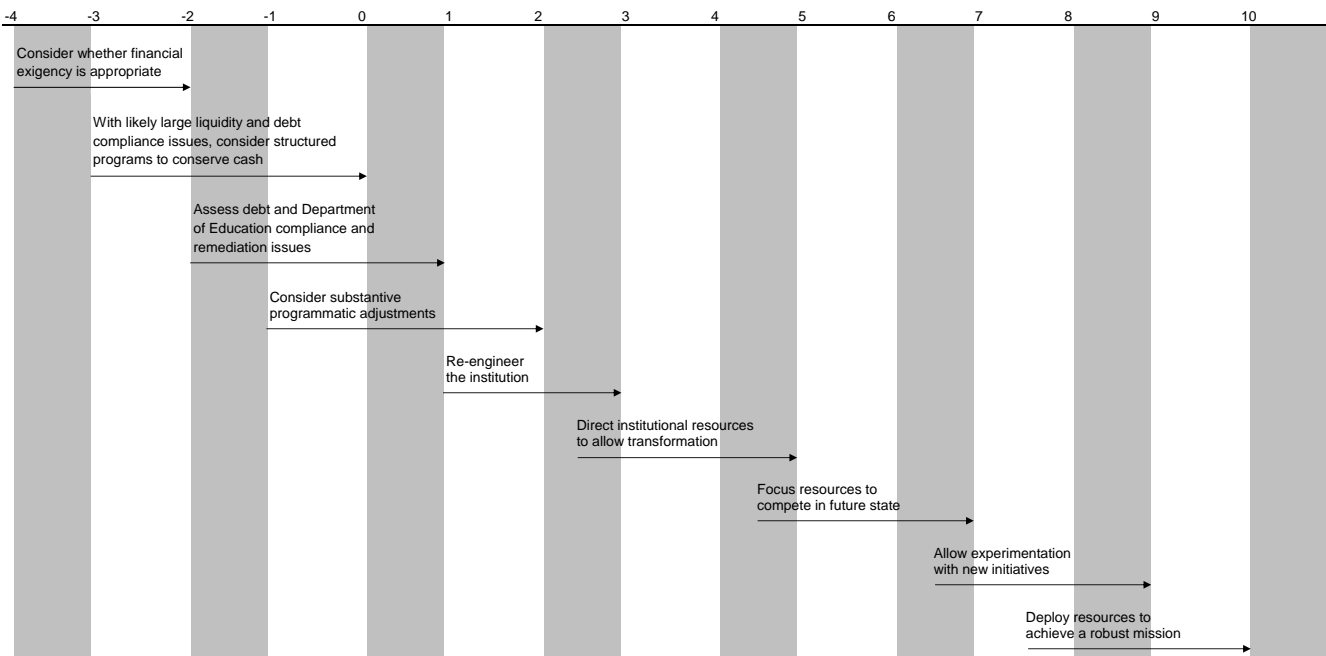 -4 -3 -2 -1 0 1 2 3 4 5 6 7 8 9 10
Consider whether financial
exigency is appropriate
With likely large liquidity and debt
compliance issues, consider structured
programs to conserve cash
Assess debt and Department
of Education compliance and
remediation issues
Consider substantive
programmatic adjustments
Re-engineer
the institution
Direct institutional resources
to allow transformation
Focus resources to
compete in future state
Allow experimentation
with new initiatives
Deploy resources to
achieve a robust mission